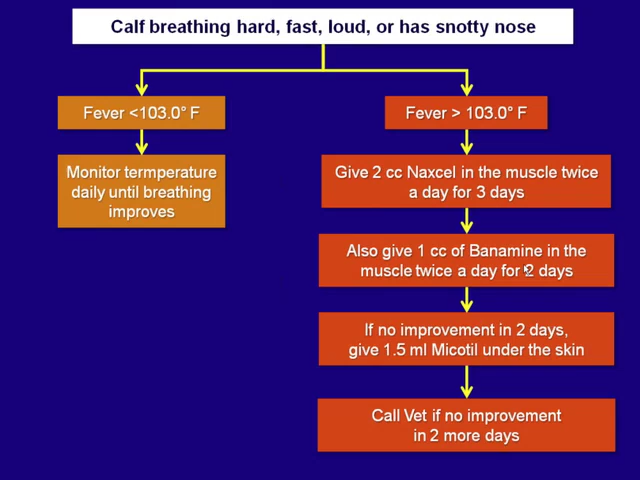 Calf breathing hard, fast, loud, or has snotty nose
Fever <103.0° F
Monitor termperature
daily until breathing
improves
Fever > 103.0° F
Give 2 cc Naxcel in the muscle twice
a day for 3 days
Also give 1 cc of Banamine in the
muscle twice a day for 2 days
If no improvement in 2 days,
give 1.5 ml Micotil under the skin
Call Vet if no improvement
in 2 more days